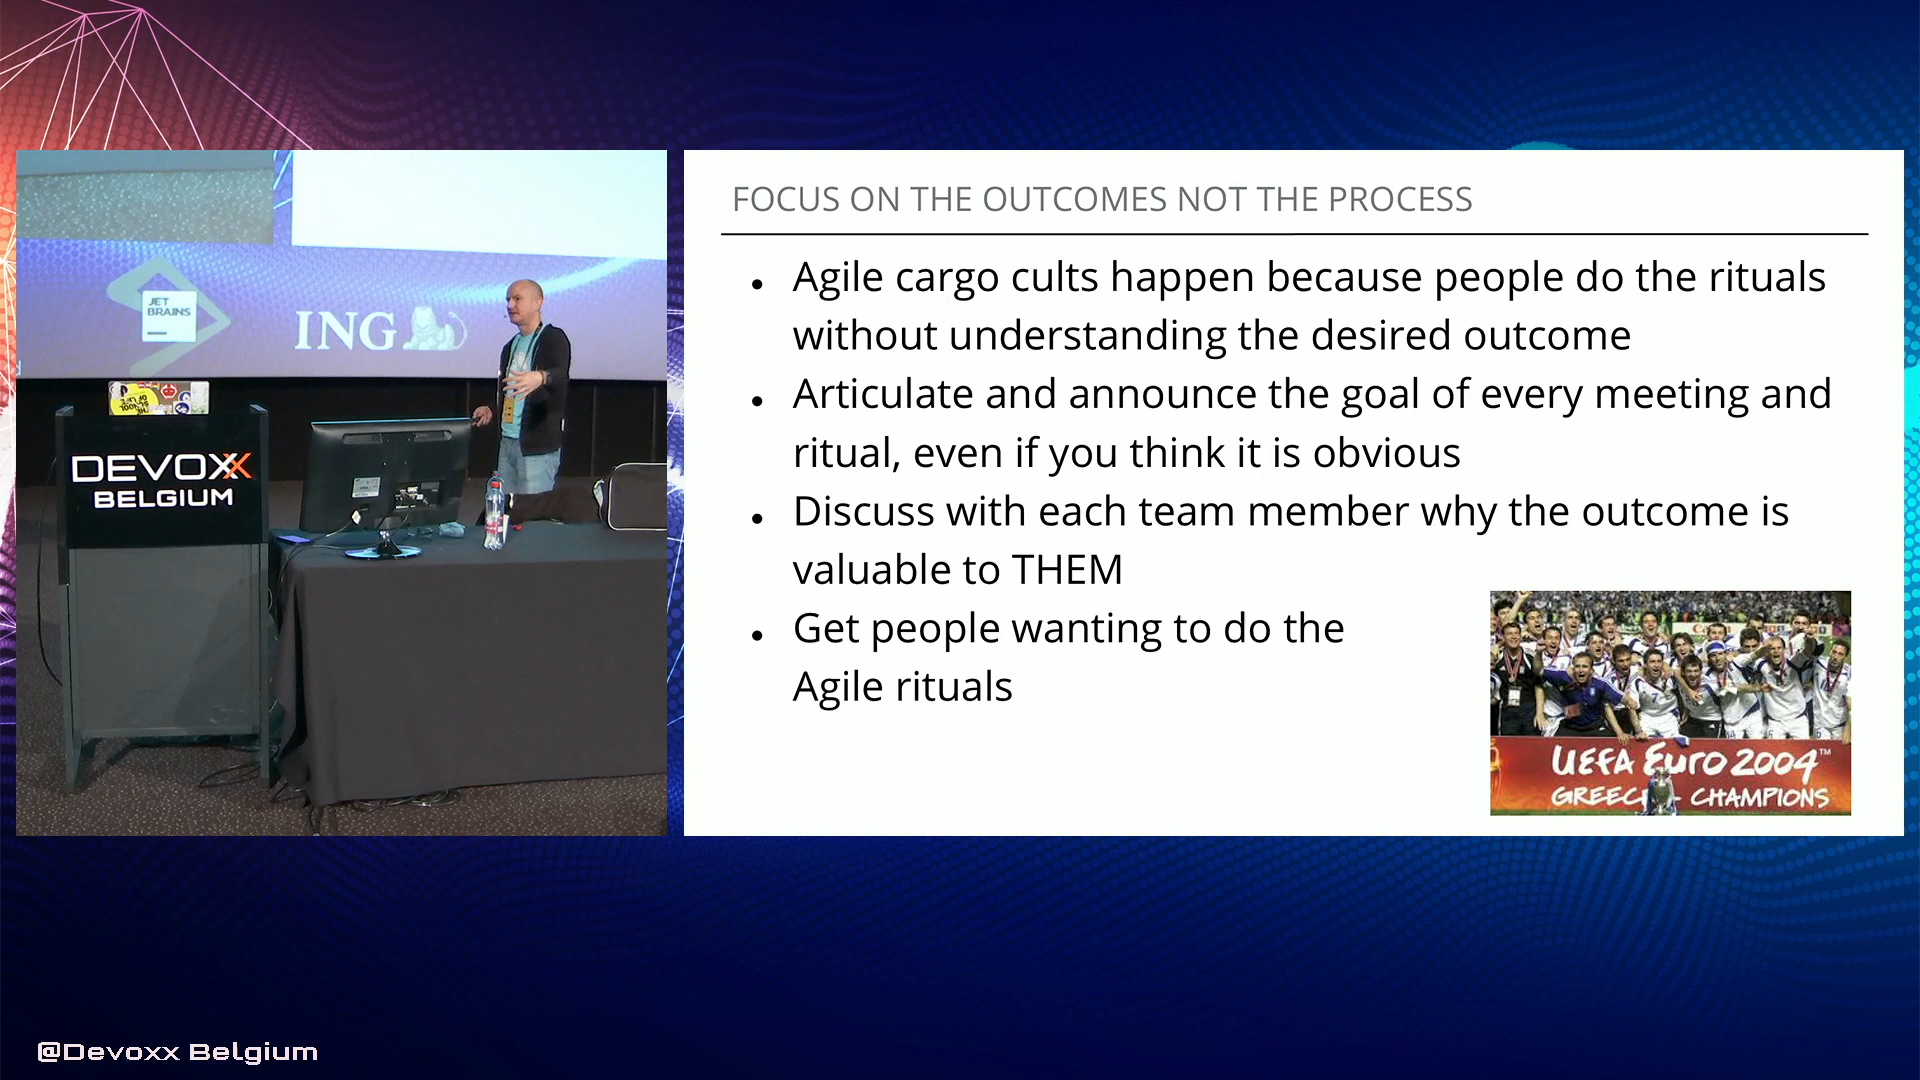 JET
BRAINS
ING
DEVOXX
BELGIUM
FOCUS ON THE OUTCOMES NOT THE PROCESS
• Agile cargo cults happen because people do the rituals
without understanding the desired outcome
• Articulate and announce the goal of every meeting and
ritual, even if you think it is obvious
• Discuss with each team member why the outcome is
valuable to THEM
• Get people wanting to do the
Agile rituals
UEFA Euro 2004™
GREECE - CHAMPIONS
@Devoxx Belgium